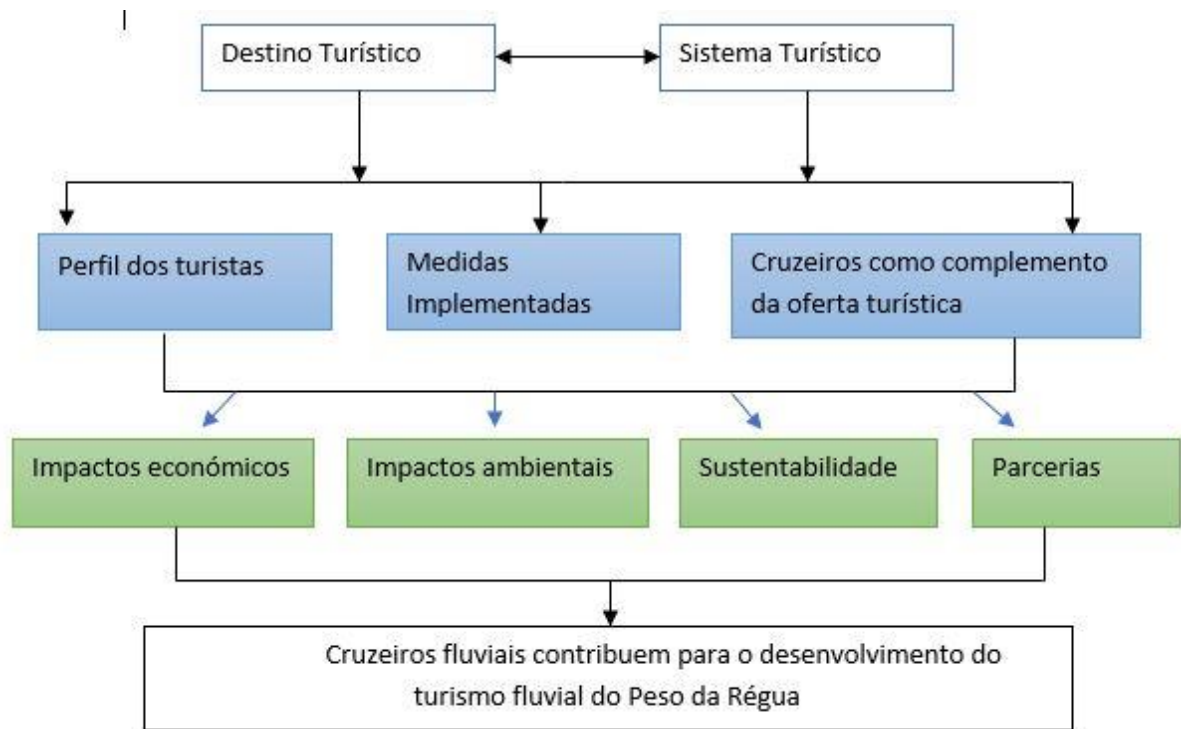 Destino Turístico
Sistema Turístico
Perfil dos turistas
Medidas
Implementadas
Cruzeiros como complemento
da oferta turística
Impactos económicos
Impactos ambientais
Sustentabilidade
Parcerias
Cruzeiros fluviais contribuem para o desenvolvimento do
turismo fluvial do Peso da Régua